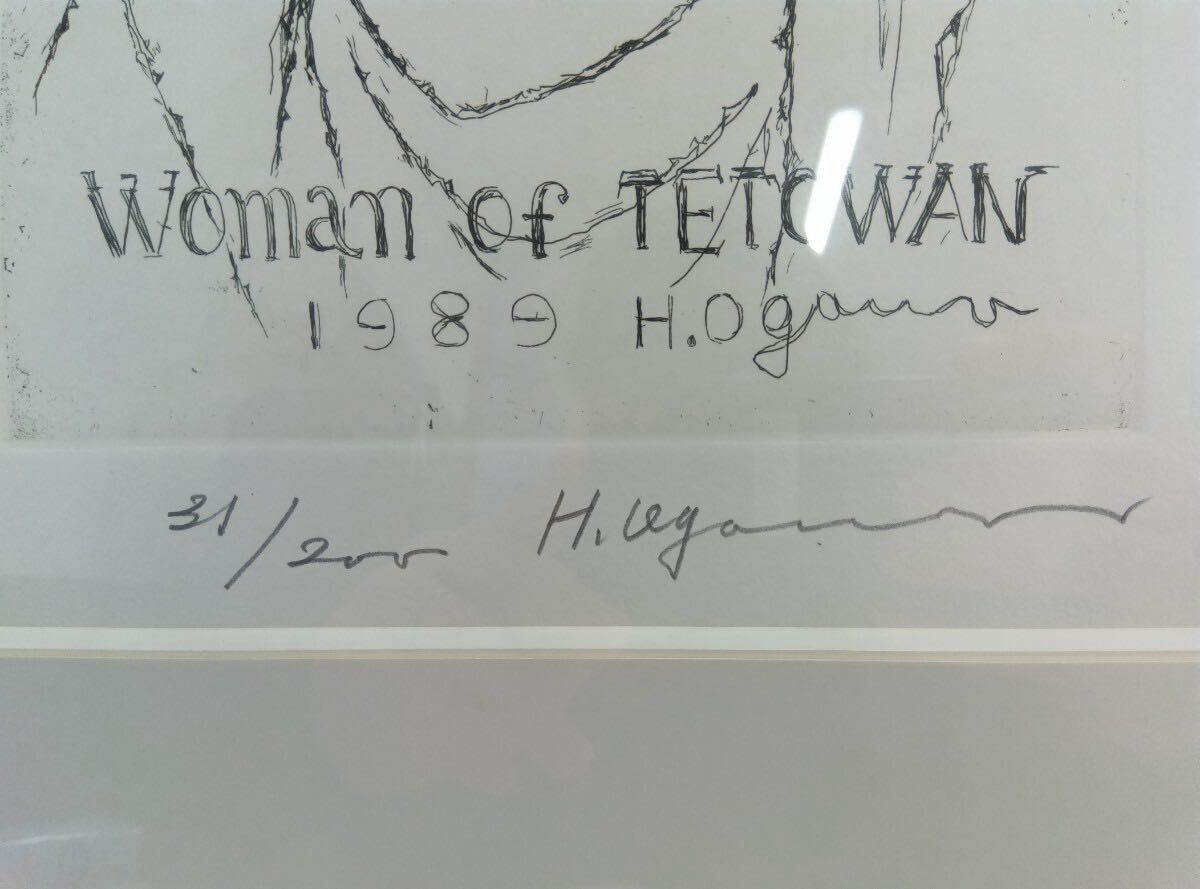 Woman of TETOWAN
1989 H.Ogawa
31/200 H.Ogawa